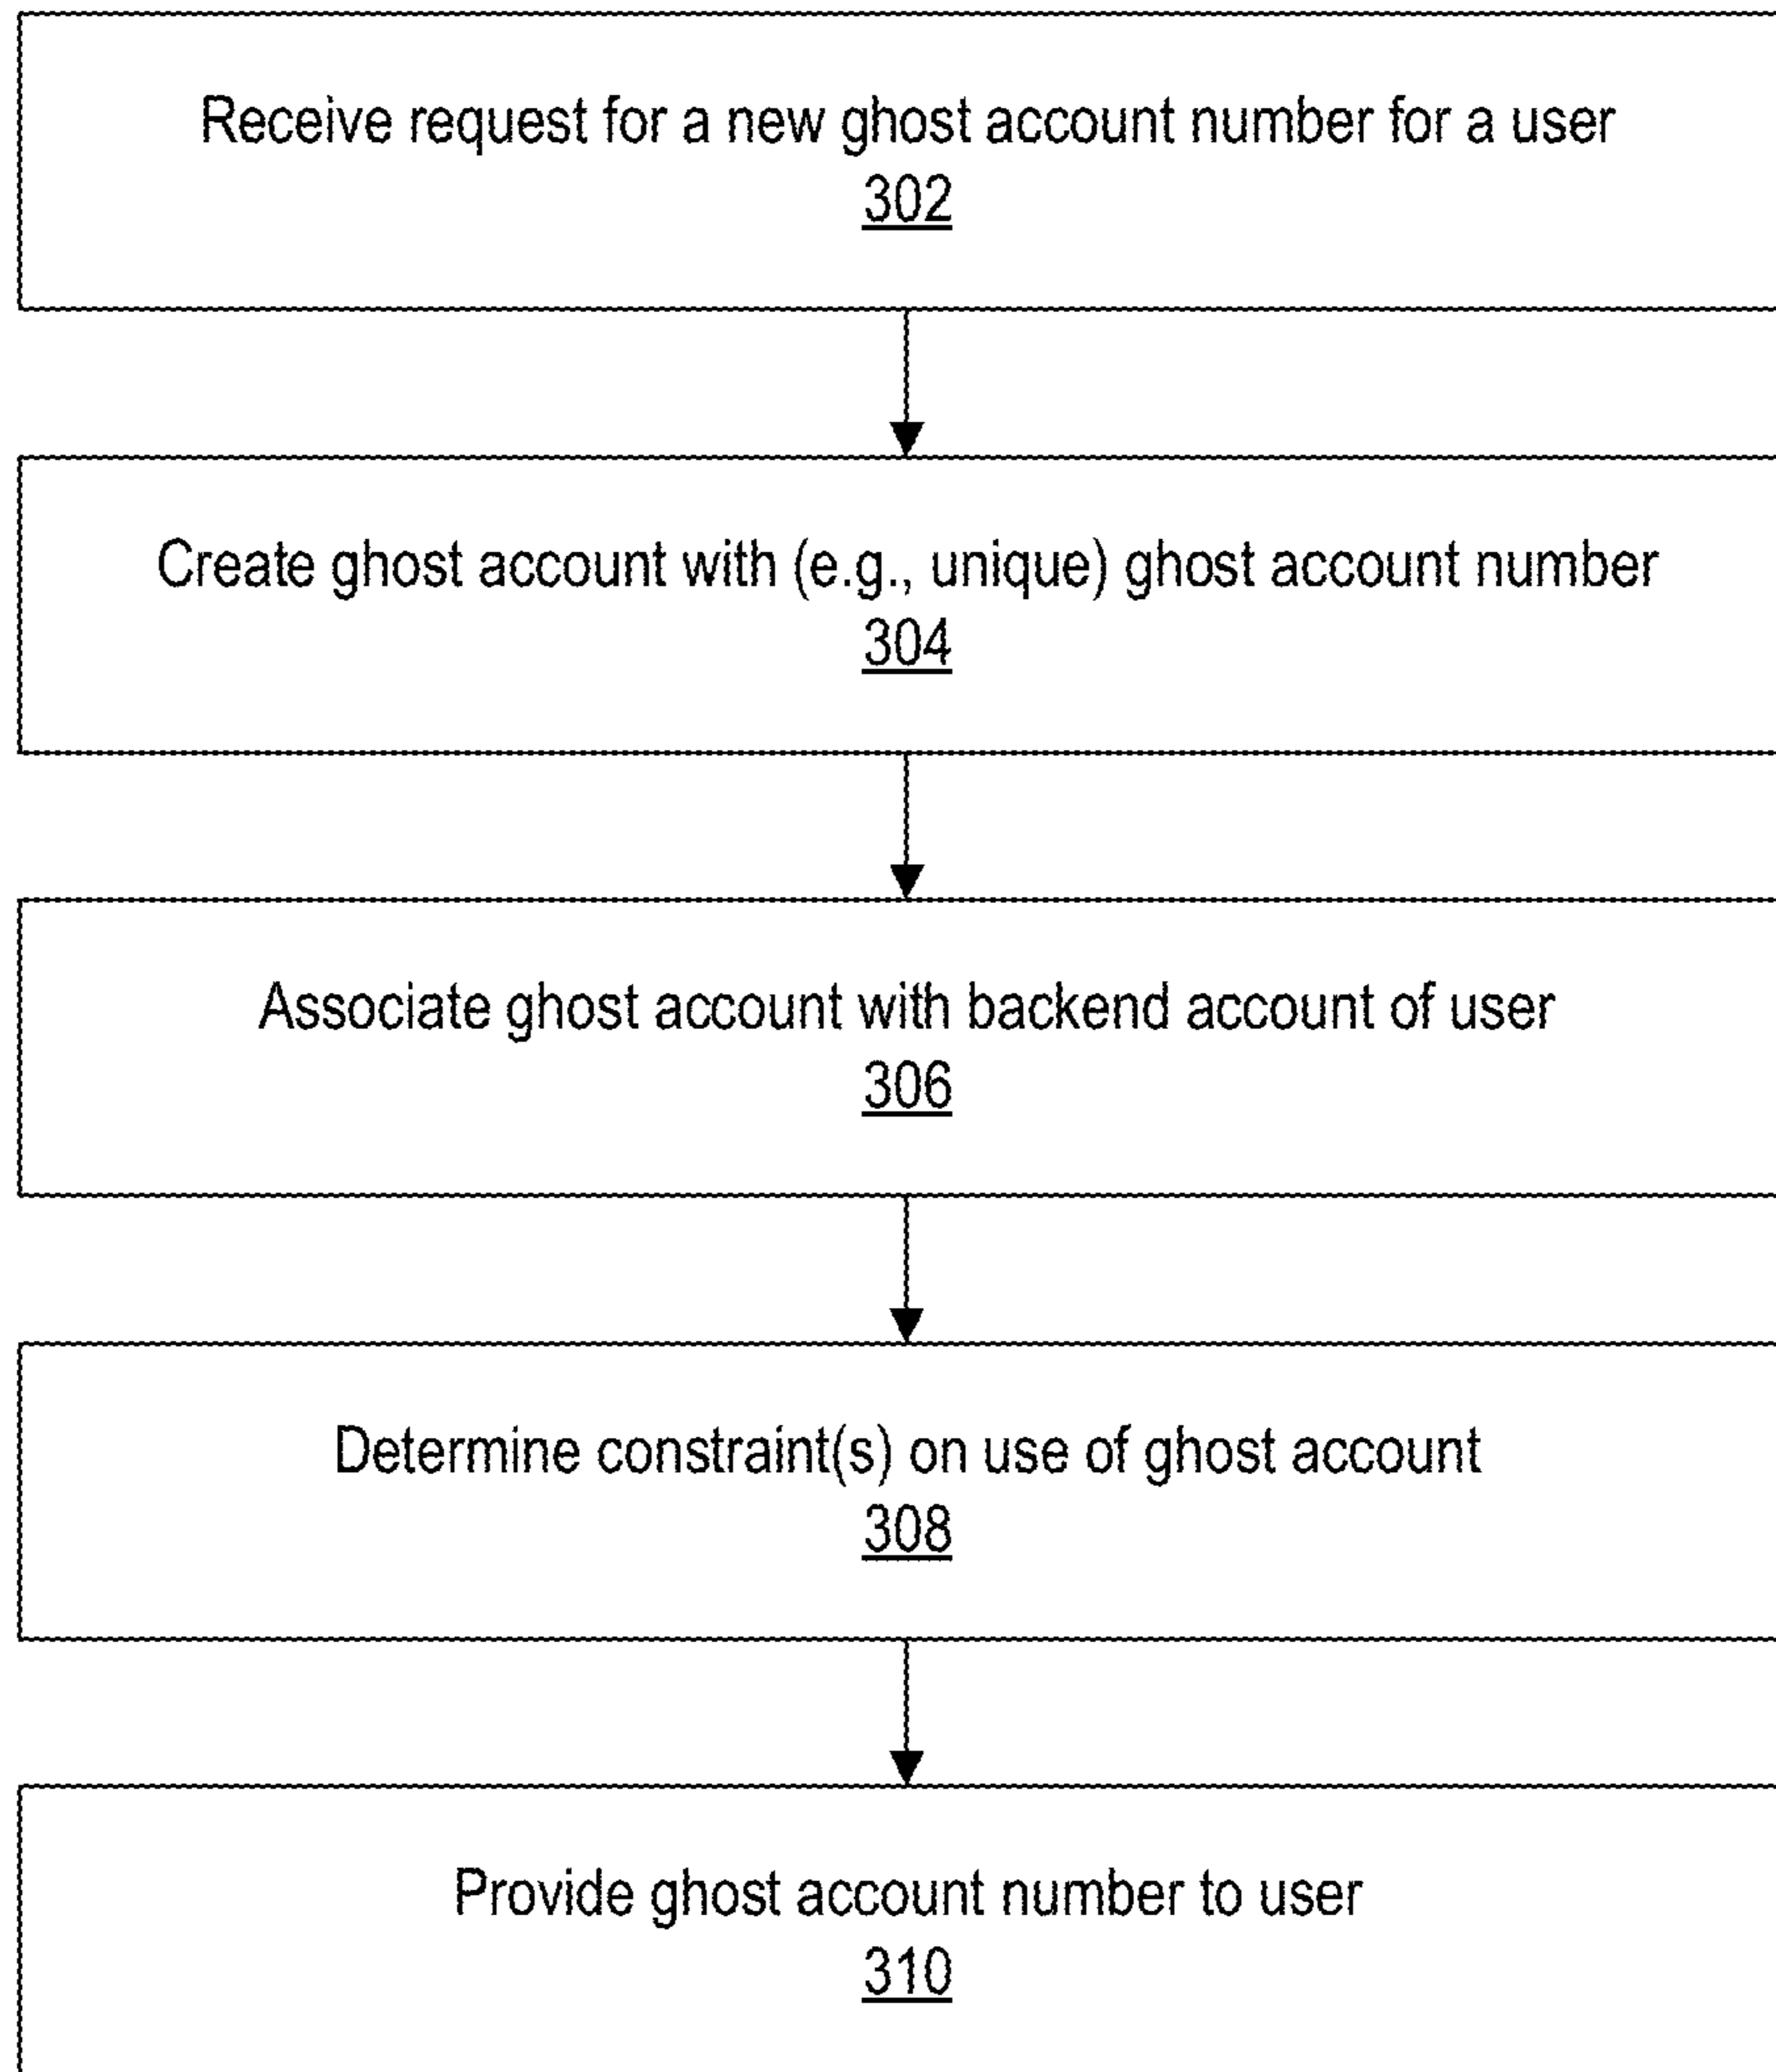 Receive request for a new ghost account number for a user
302
Create ghost account with (e.g., unique) ghost account number
304
Associate ghost account with backend account of user
306
Determine constraint(s) on use of ghost account
308
Provide ghost account number to user
310